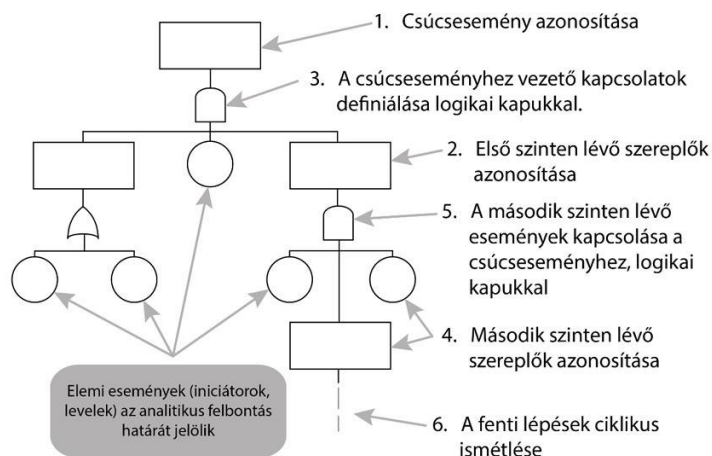 1. Csúcsesemény azonosítása
3. A csúcseseményhez vezető kapcsolatok
definiálása logikai kapukkal.
2. Első szinten lévő szereplők
azonosítása
5. A második szinten lévő
események kapcsolása a
csúcseseményhez, logikai
kapukkal
4. Második szinten lévő
szereplők azonosítása
Elemi események (iniciátorok,
levelek) az analitikus felbontás
határát jelölik
6. A fenti lépések ciklikus
ismétlése